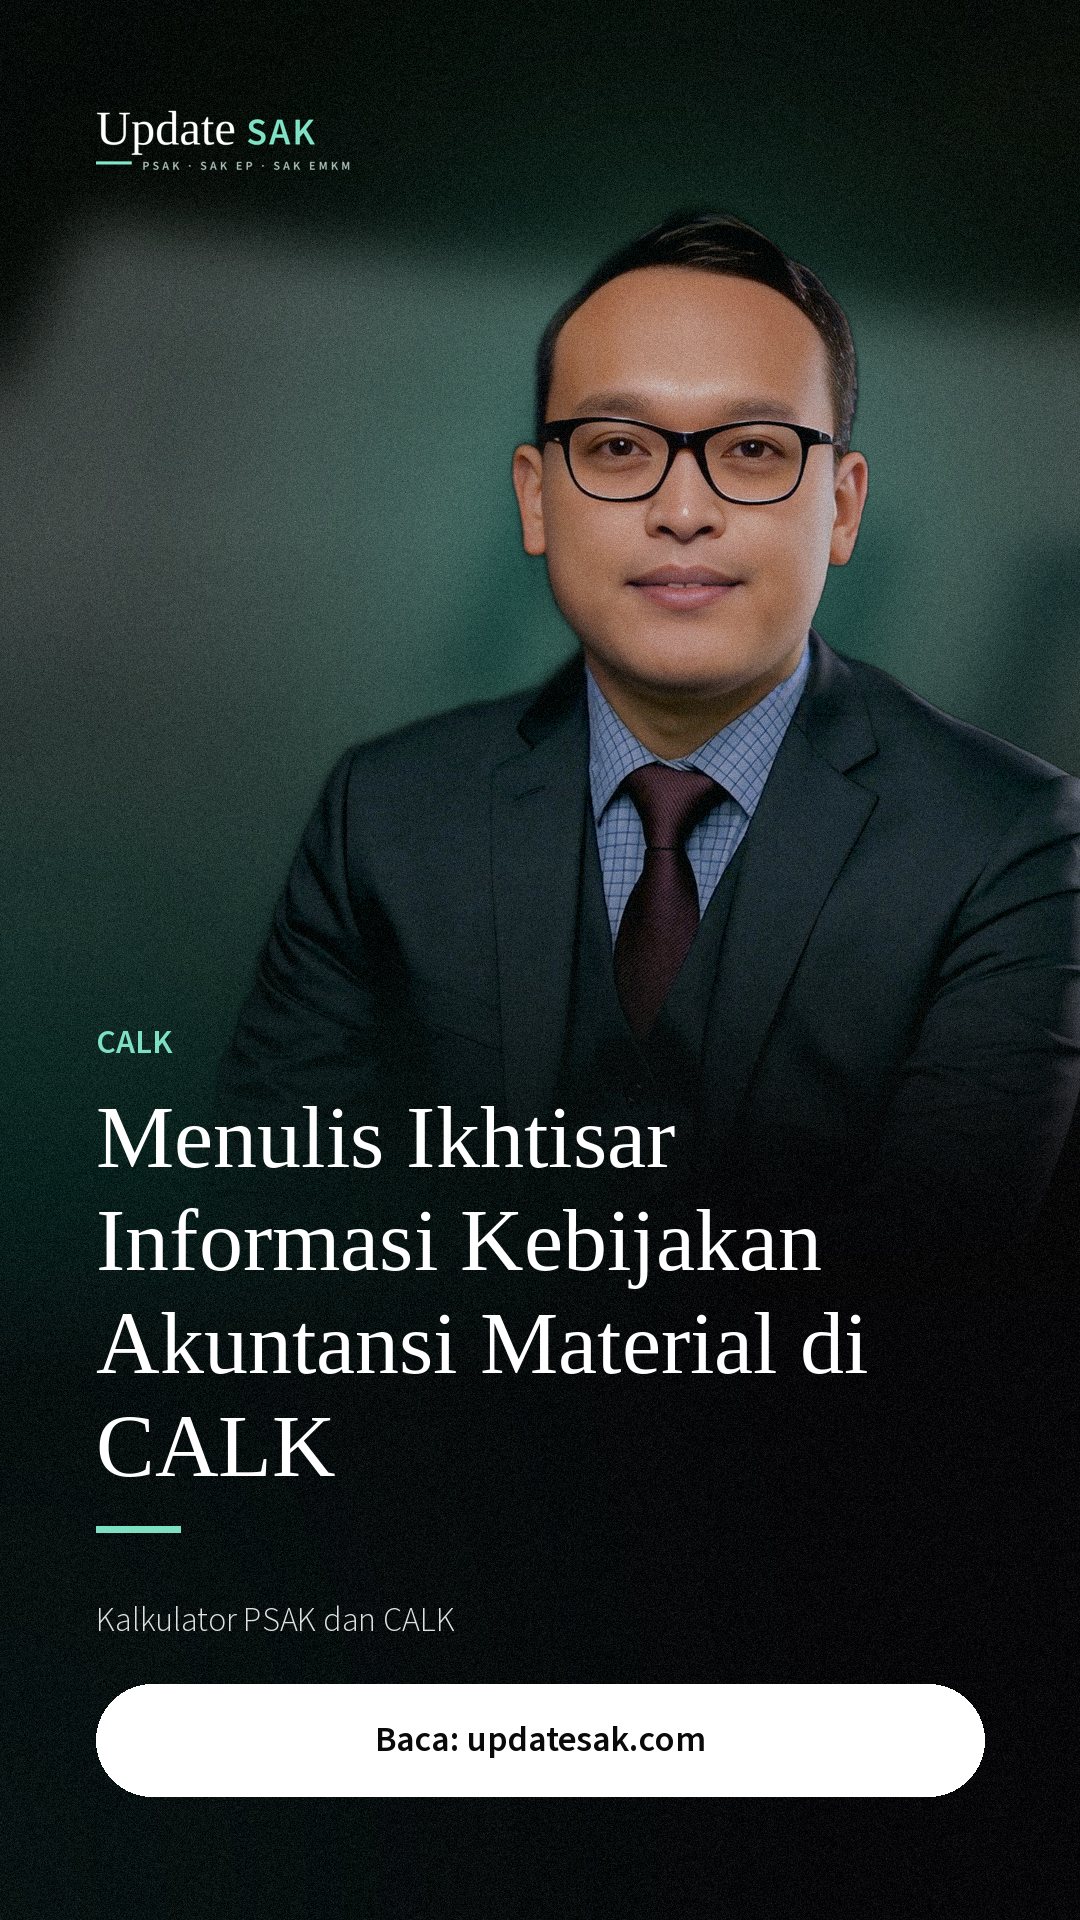 Update SAK
PSAK · SAK EP · SAK EMKM
CALK
Menulis Ikhtisar
Informasi Kebijakan
Akuntansi Material di
CALK
Kalkulator PSAK dan CALK
Baca: updatesak.com